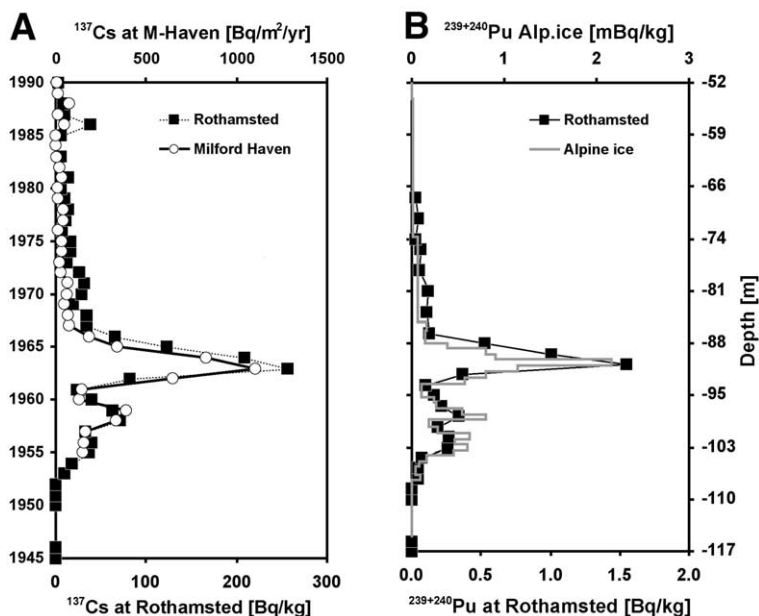 A
¹³⁷Cs at M-Haven [Bq/m²/yr]
0 500 1000 1500
1990
1985
1980
1975
1970
1965
1960
1955
1950
1945
Rothamsted
Milford Haven
0 100 200 300
¹³⁷Cs at Rothamsted [Bq/kg]
B
²³⁹⁺²⁴⁰Pu Alp.ice [mBq/kg]
0 1 2 3
Rothamsted
Alpine ice
-52
-59
-66
-74
-81
-88
-95
-103
-110
-117
Depth [m]
0.0 0.5 1.0 1.5 2.0
²³⁹⁺²⁴⁰Pu at Rothamsted [Bq/kg]